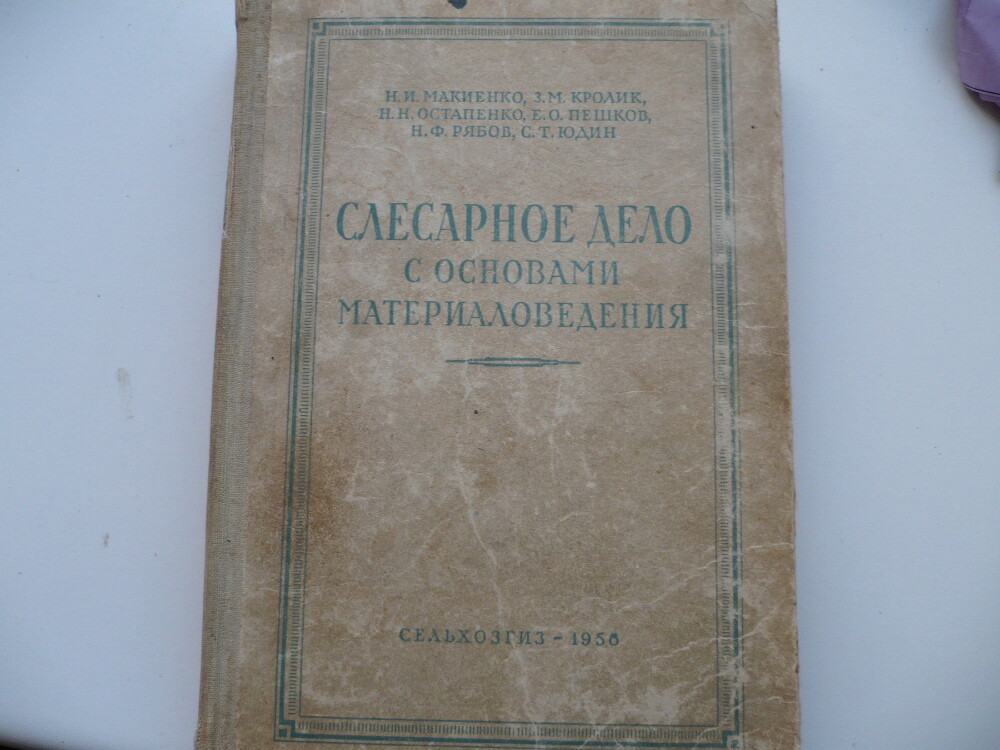 Н. И. МАКИЕНКО, З. М. КРОЛИК,
Н. Н. ОСТАПЕНКО, Е. О. ПЕШКОВ,
Н. Ф. РЯБОВ, С. Т. ЮДИН
СЛЕСАРНОЕ ДЕЛО
С ОСНОВАМИ
МАТЕРИАЛОВЕДЕНИЯ
СЕЛЬХОЗГИЗ – 1958